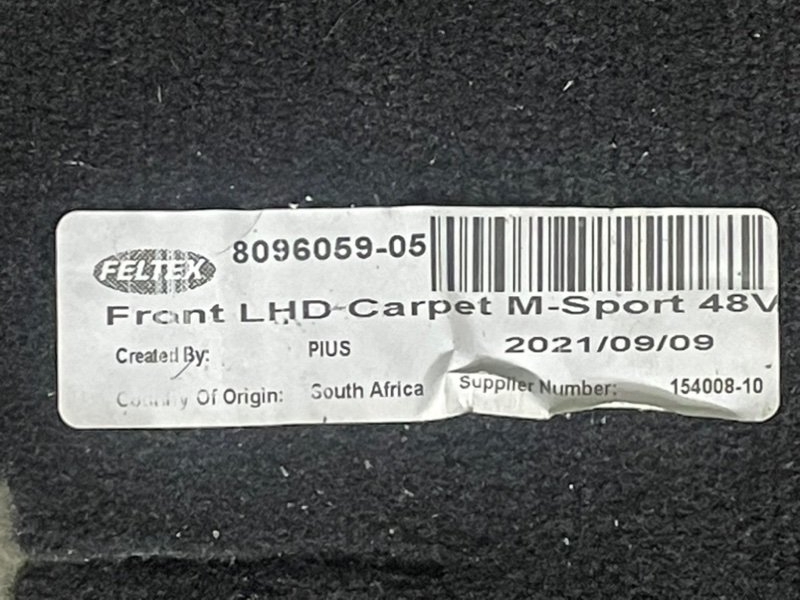 FELTEX 8096059-05
Front LHD Carpet M-Sport 48V
Created By: PIUS 2021/09/09
Country Of Origin: South Africa Supplier Number: 154008-10